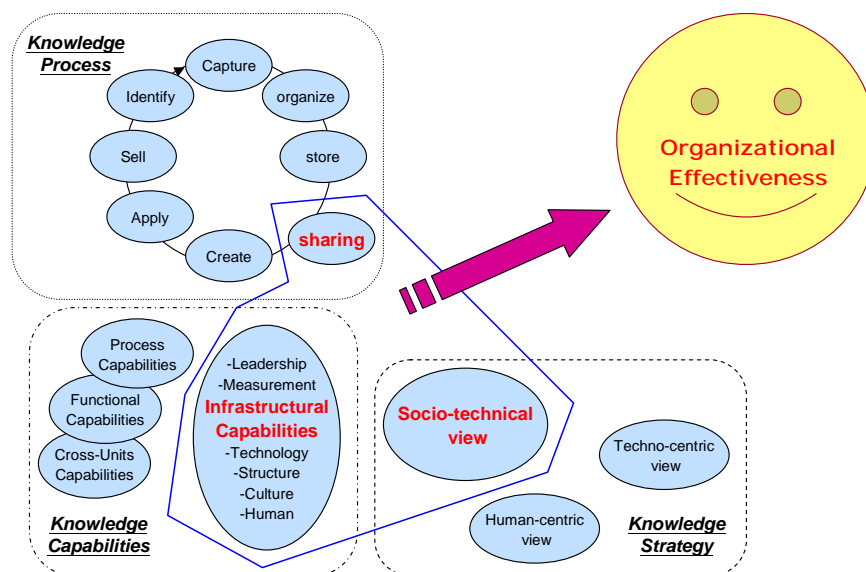 Knowledge
Process
Capture
Identify
organize
Sell
store
Apply
sharing
Create
Organizational
Effectiveness
Process
Capabilities
Functional
Capabilities
Cross-Units
Capabilities
Knowledge
Capabilities
-Leadership
-Measurement
Infrastructural
Capabilities
-Technology
-Structure
-Culture
-Human
Socio-technical
view
Techno-centric
view
Human-centric
view
Knowledge
Strategy